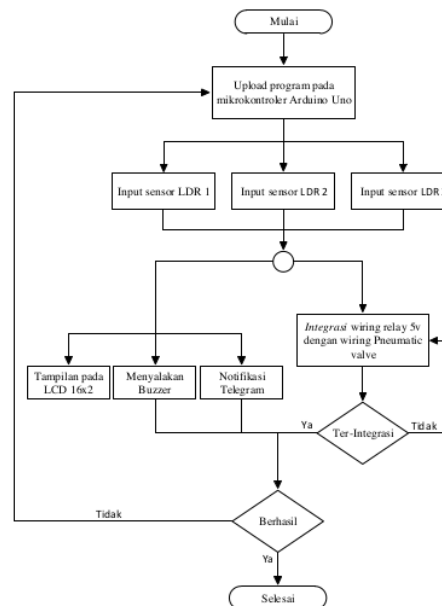 Mulai
Upload program pada
mikrokontroler Arduino Uno
Input sensor LDR 1
Input sensor LDR 2
Input sensor LDR
Integrasi wiring relay 5v
dengan wiring Pneumatic
valve
Tampilan pada
LCD 16x2
Menyalakan
Buzzer
Notifikasi
Telegram
Ya
Ter-Integrasi
Tidak
Berhasil
Tidak
Ya
Selesai